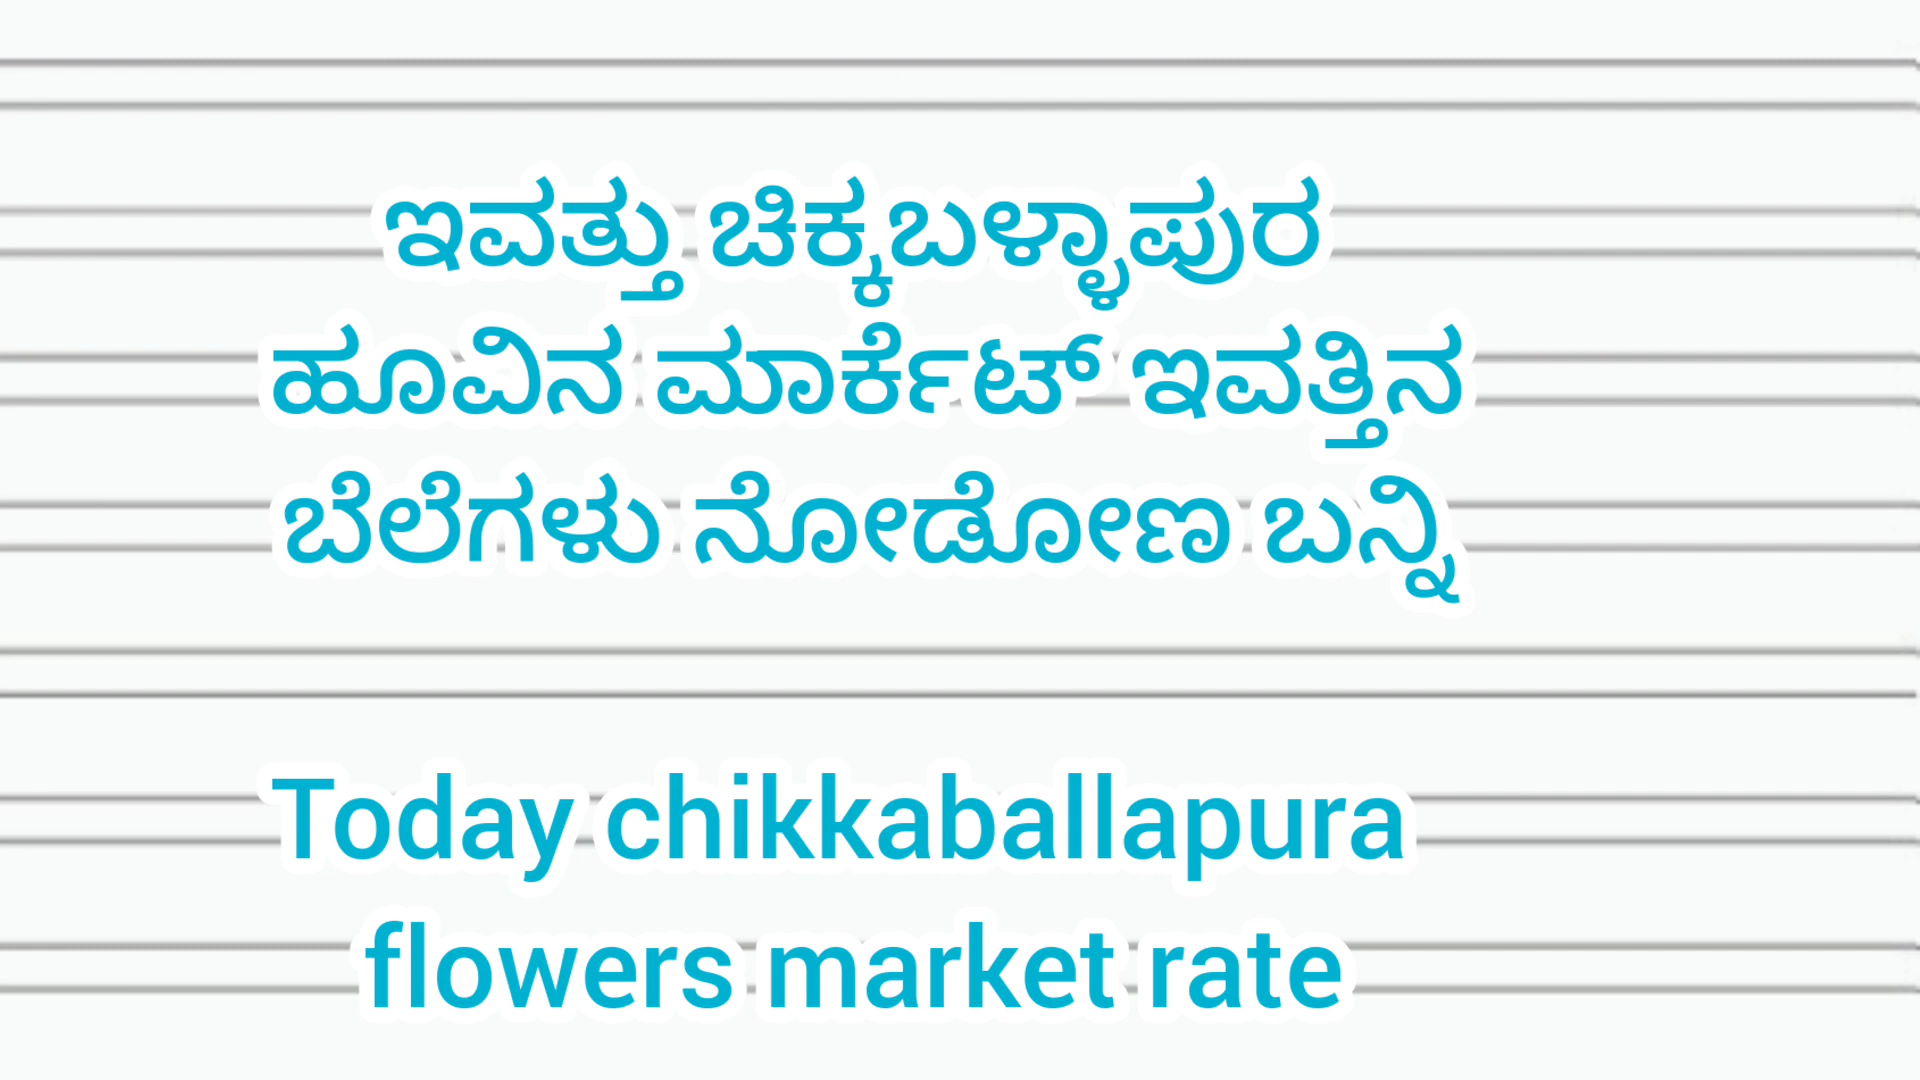 ಇವತ್ತು ಚಿಕ್ಕಬಳ್ಳಾಪುರ
ಹೂವಿನ ಮಾರ್ಕೆಟ್ ಇವತ್ತಿನ
ಬೆಲೆಗಳು ನೋಡೋಣ ಬನ್ನಿ
Today chikkaballapura
flowers market rate